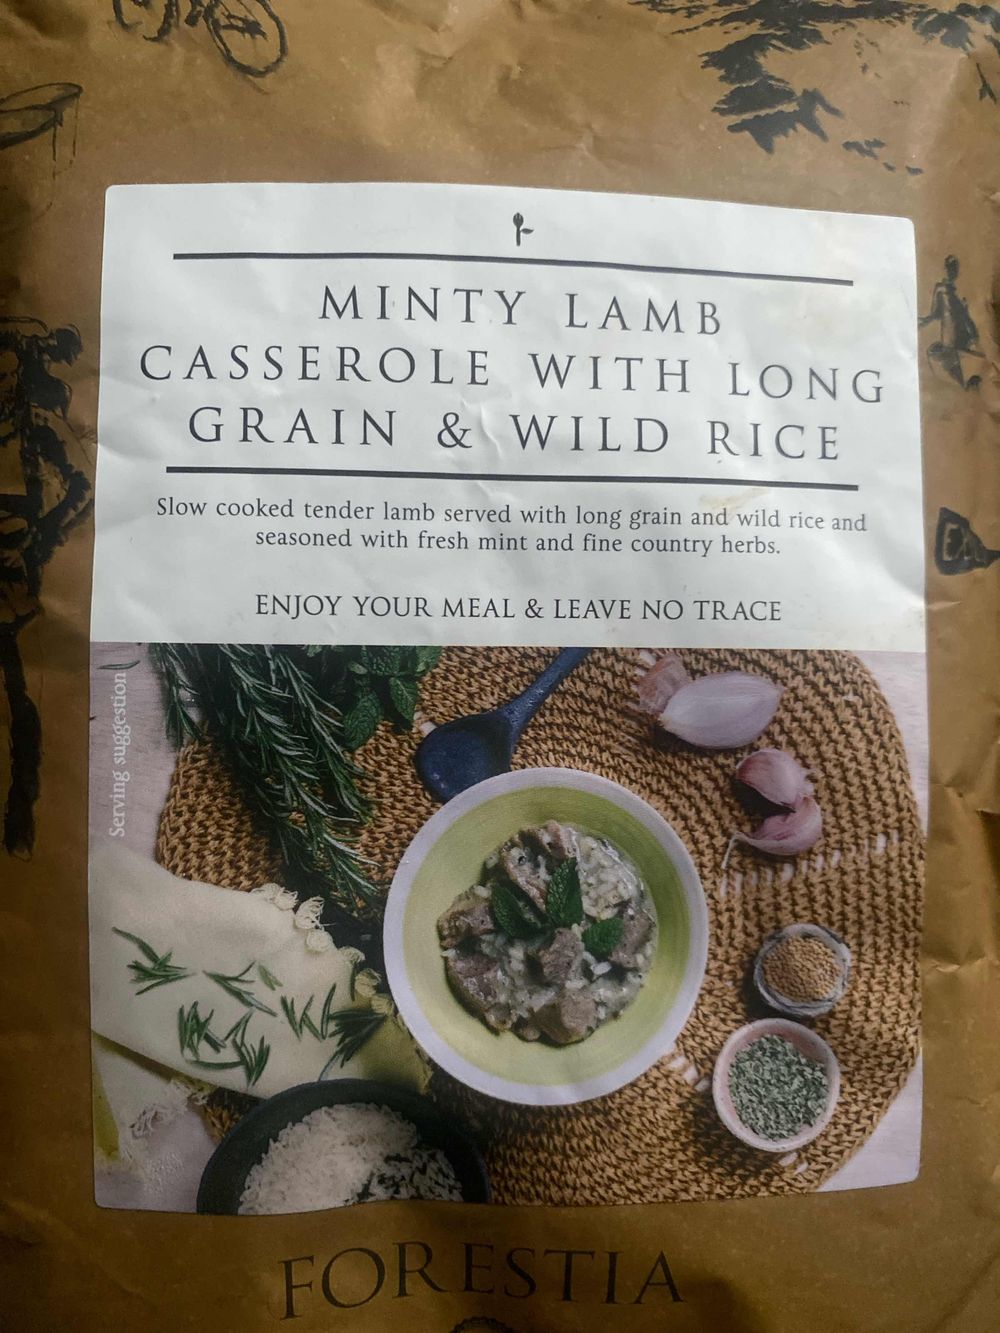 MINTY LAMB
CASSEROLE WITH LONG
GRAIN & WILD RICE
Slow cooked tender lamb served with long grain and wild rice and
seasoned with fresh mint and fine country herbs.
ENJOY YOUR MEAL & LEAVE NO TRACE
Serving suggestion
FORESTIA